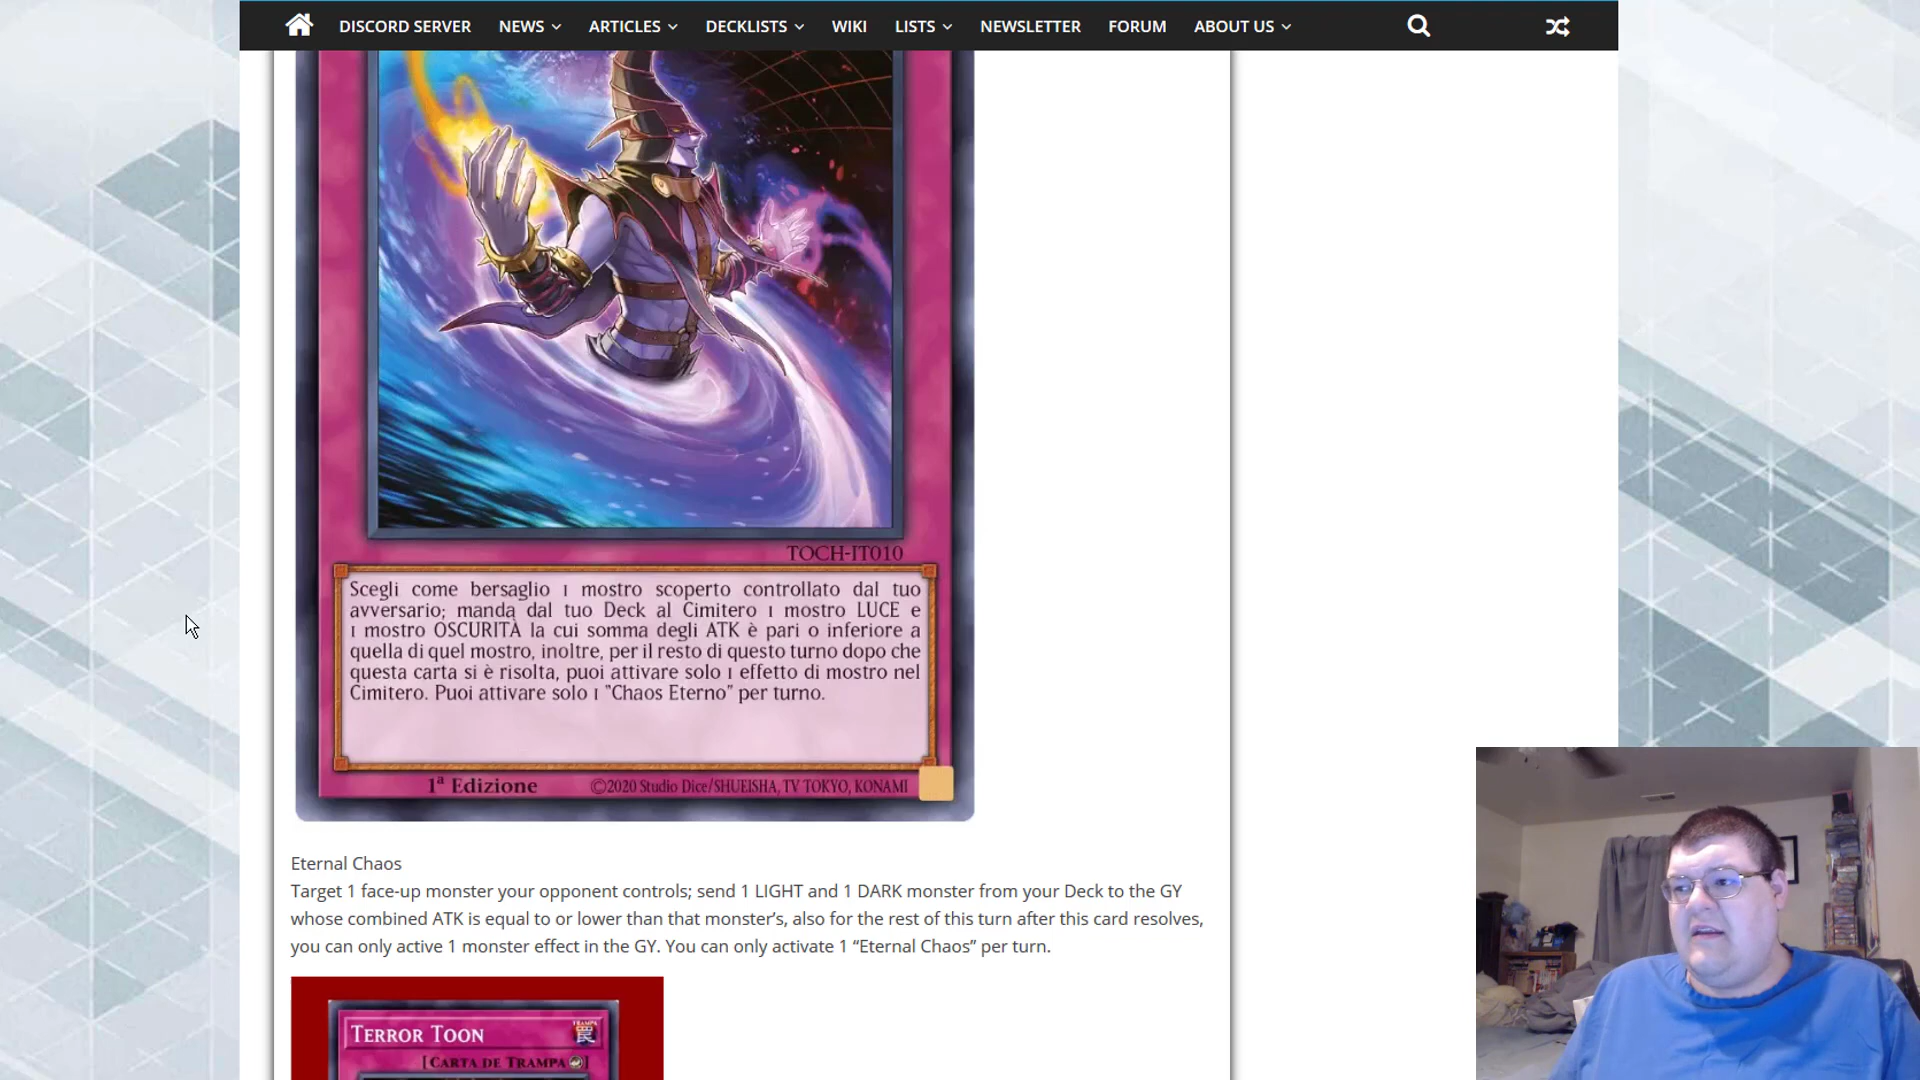 DISCORD SERVER NEWS ARTICLES DECKLISTS WIKI LISTS NEWSLETTER FORUM ABOUT US
TOCH-IT010
Scegli come bersaglio 1 mostro scoperto controllato dal tuo
avversario; manda dal tuo Deck al Cimitero 1 mostro LUCE e
1 mostro OSCURITÀ la cui somma degli ATK è pari o inferiore a
quella di quel mostro, inoltre, per il resto di questo turno dopo che
questa carta si è risolta, puoi attivare solo 1 effetto di mostro nel
Cimitero. Puoi attivare solo 1 "Chaos Eterno" per turno.
1ª Edizione ©2020 Studio Dice/SHUEISHA, TV TOKYO, KONAMI
Eternal Chaos
Target 1 face-up monster your opponent controls; send 1 LIGHT and 1 DARK monster from your Deck to the GY
whose combined ATK is equal to or lower than that monster’s, also for the rest of this turn after this card resolves,
you can only active 1 monster effect in the GY. You can only activate 1 “Eternal Chaos” per turn.
TERROR TOON
TRAMPA
罠
[CARTA DE TRAMPA]